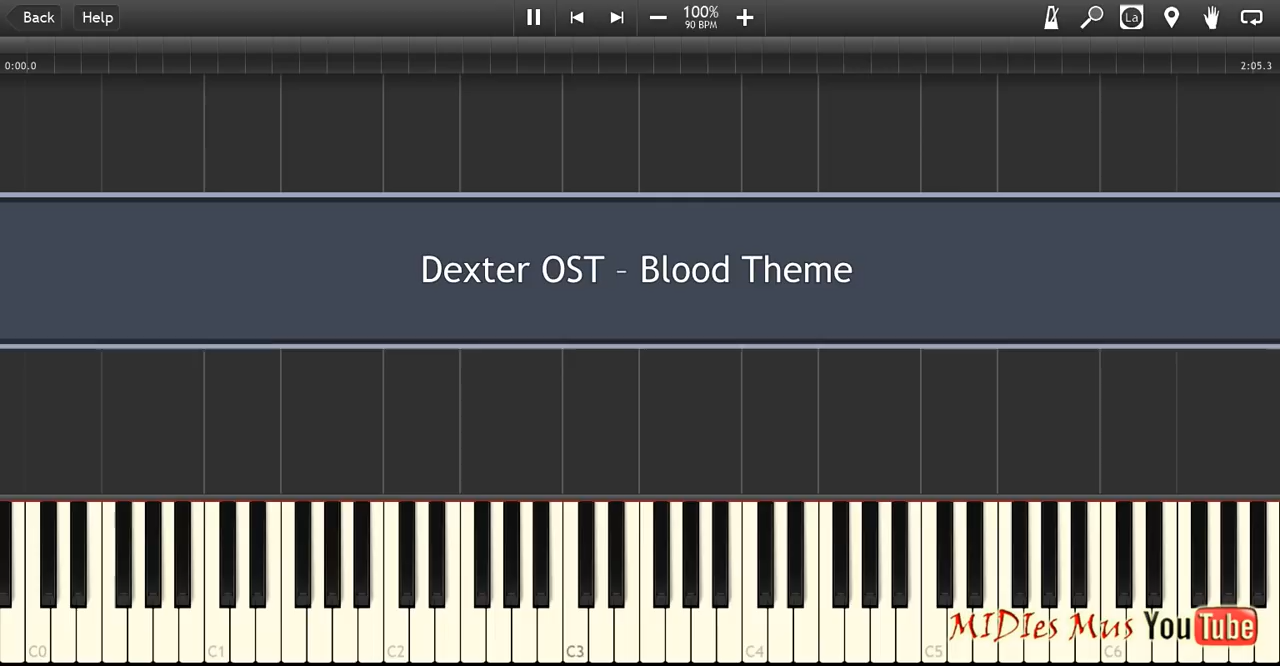 Back Help 100%
90 BPM La
0:00,0 2:05.3
Dexter OST - Blood Theme
C0 C1 C2 C3 C4 C5 C6
MIDIes Mus YouTube